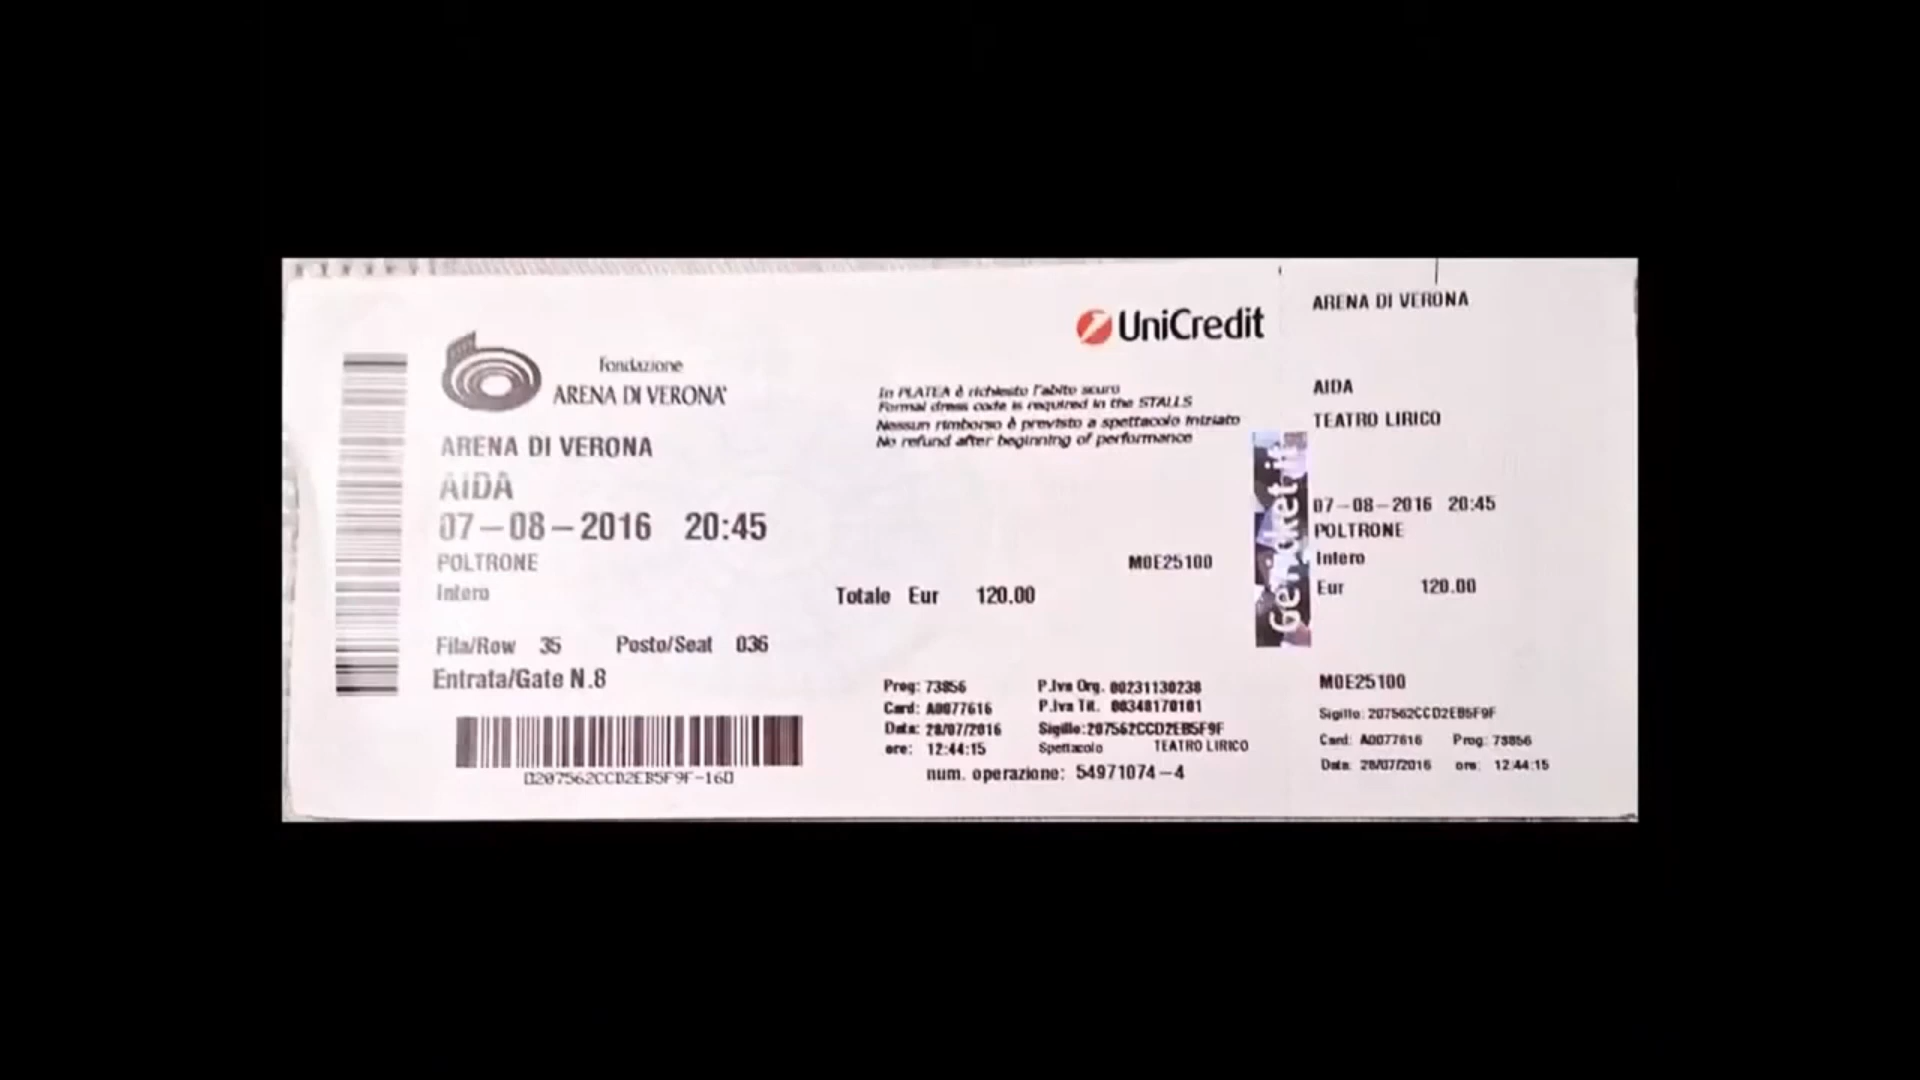 UniCredit
Fondazione
ARENA DI VERONA
In PLATEA è richiesto l'abito scuro
Formal dress code is required in the STALLS
Nessun rimborso è previsto a spettacolo iniziato
No refund after beginning of performance
ARENA DI VERONA
AIDA
07-08-2016 20:45
POLTRONE
Intero
Totale Eur 120.00
M0E25100
Fila/Row 35 Posto/Seat 036
Entrata/Gate N.8
0207562CCD2EB5F9F-160
Prog: 73856 P.Iva Org. 00231130238
Card: A0077616 P.Iva Tit. 00348170101
Data: 28/07/2016 Sigillo:207562CCD2EB5F9F
ore: 12:44:15 Spettacolo TEATRO LIRICO
num. operazione: 54971074-4
Geticket.it
ARENA DI VERONA
AIDA
TEATRO LIRICO
07-08-2016 20:45
POLTRONE
Intero
Eur 120.00
M0E25100
Sigillo: 207562CCD2EB5F9F
Card: A0077616 Prog: 73856
Data: 28/07/2016 ore: 12:44:15